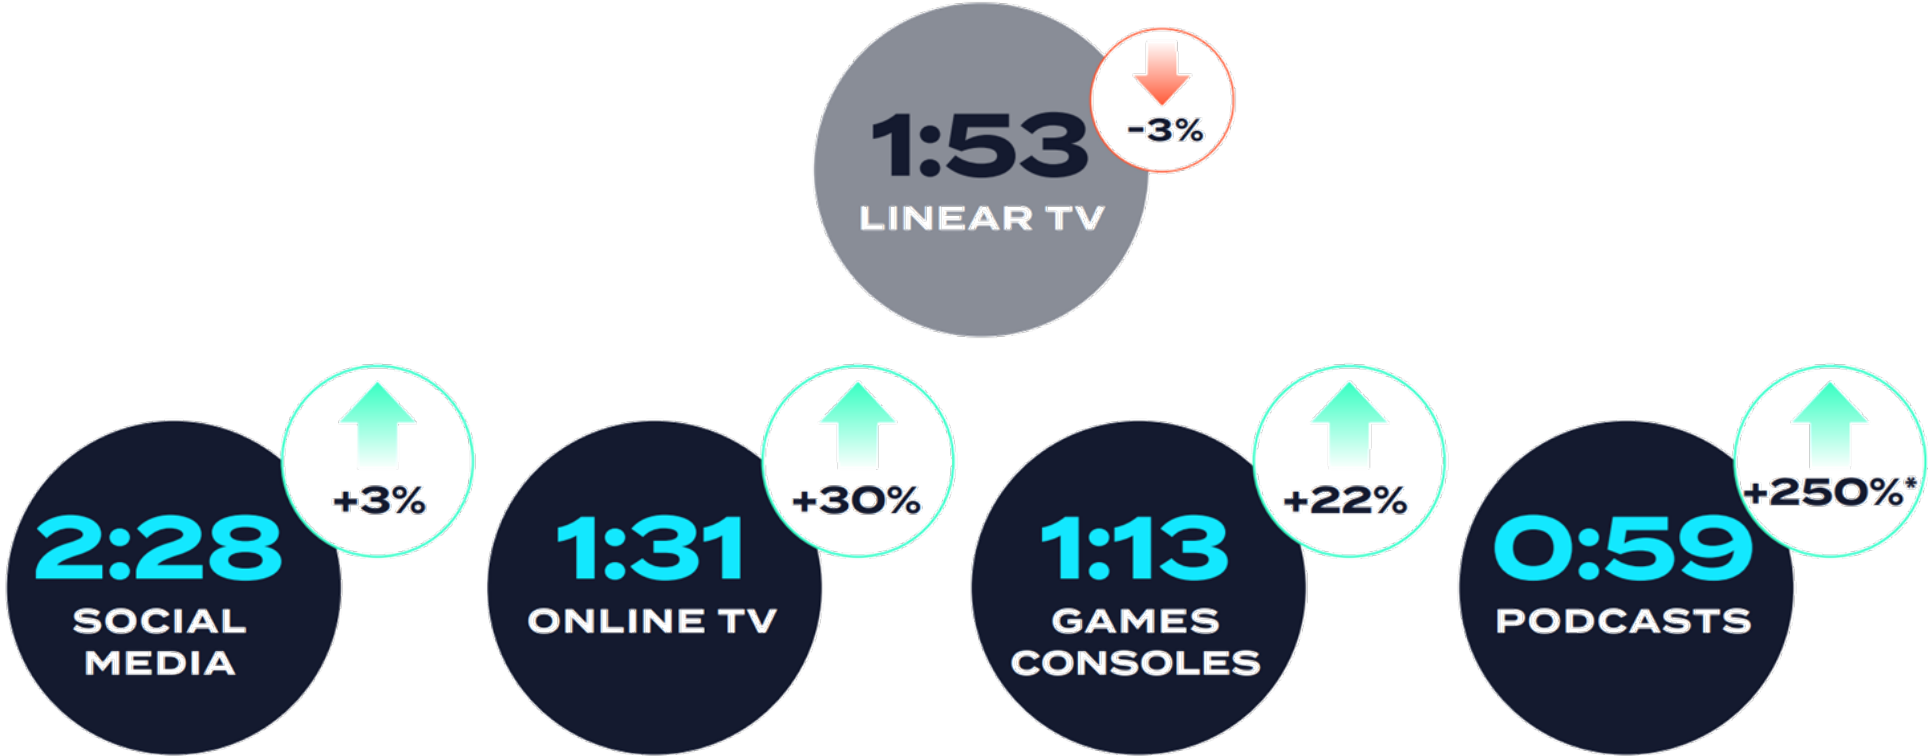 1:53
LINEAR TV
-3%
2:28
SOCIAL
MEDIA
+3%
1:31
ONLINE TV
+30%
1:13
GAMES
CONSOLES
+22%
0:59
PODCASTS
+250%*